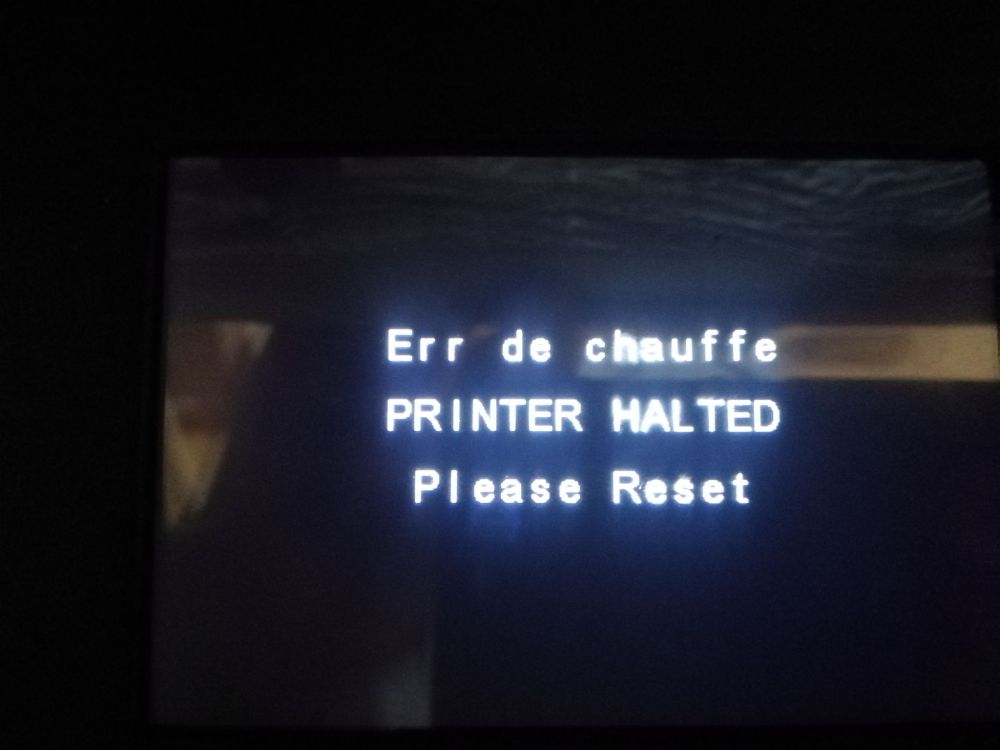 Err de chauffe
PRINTER HALTED
Please Reset